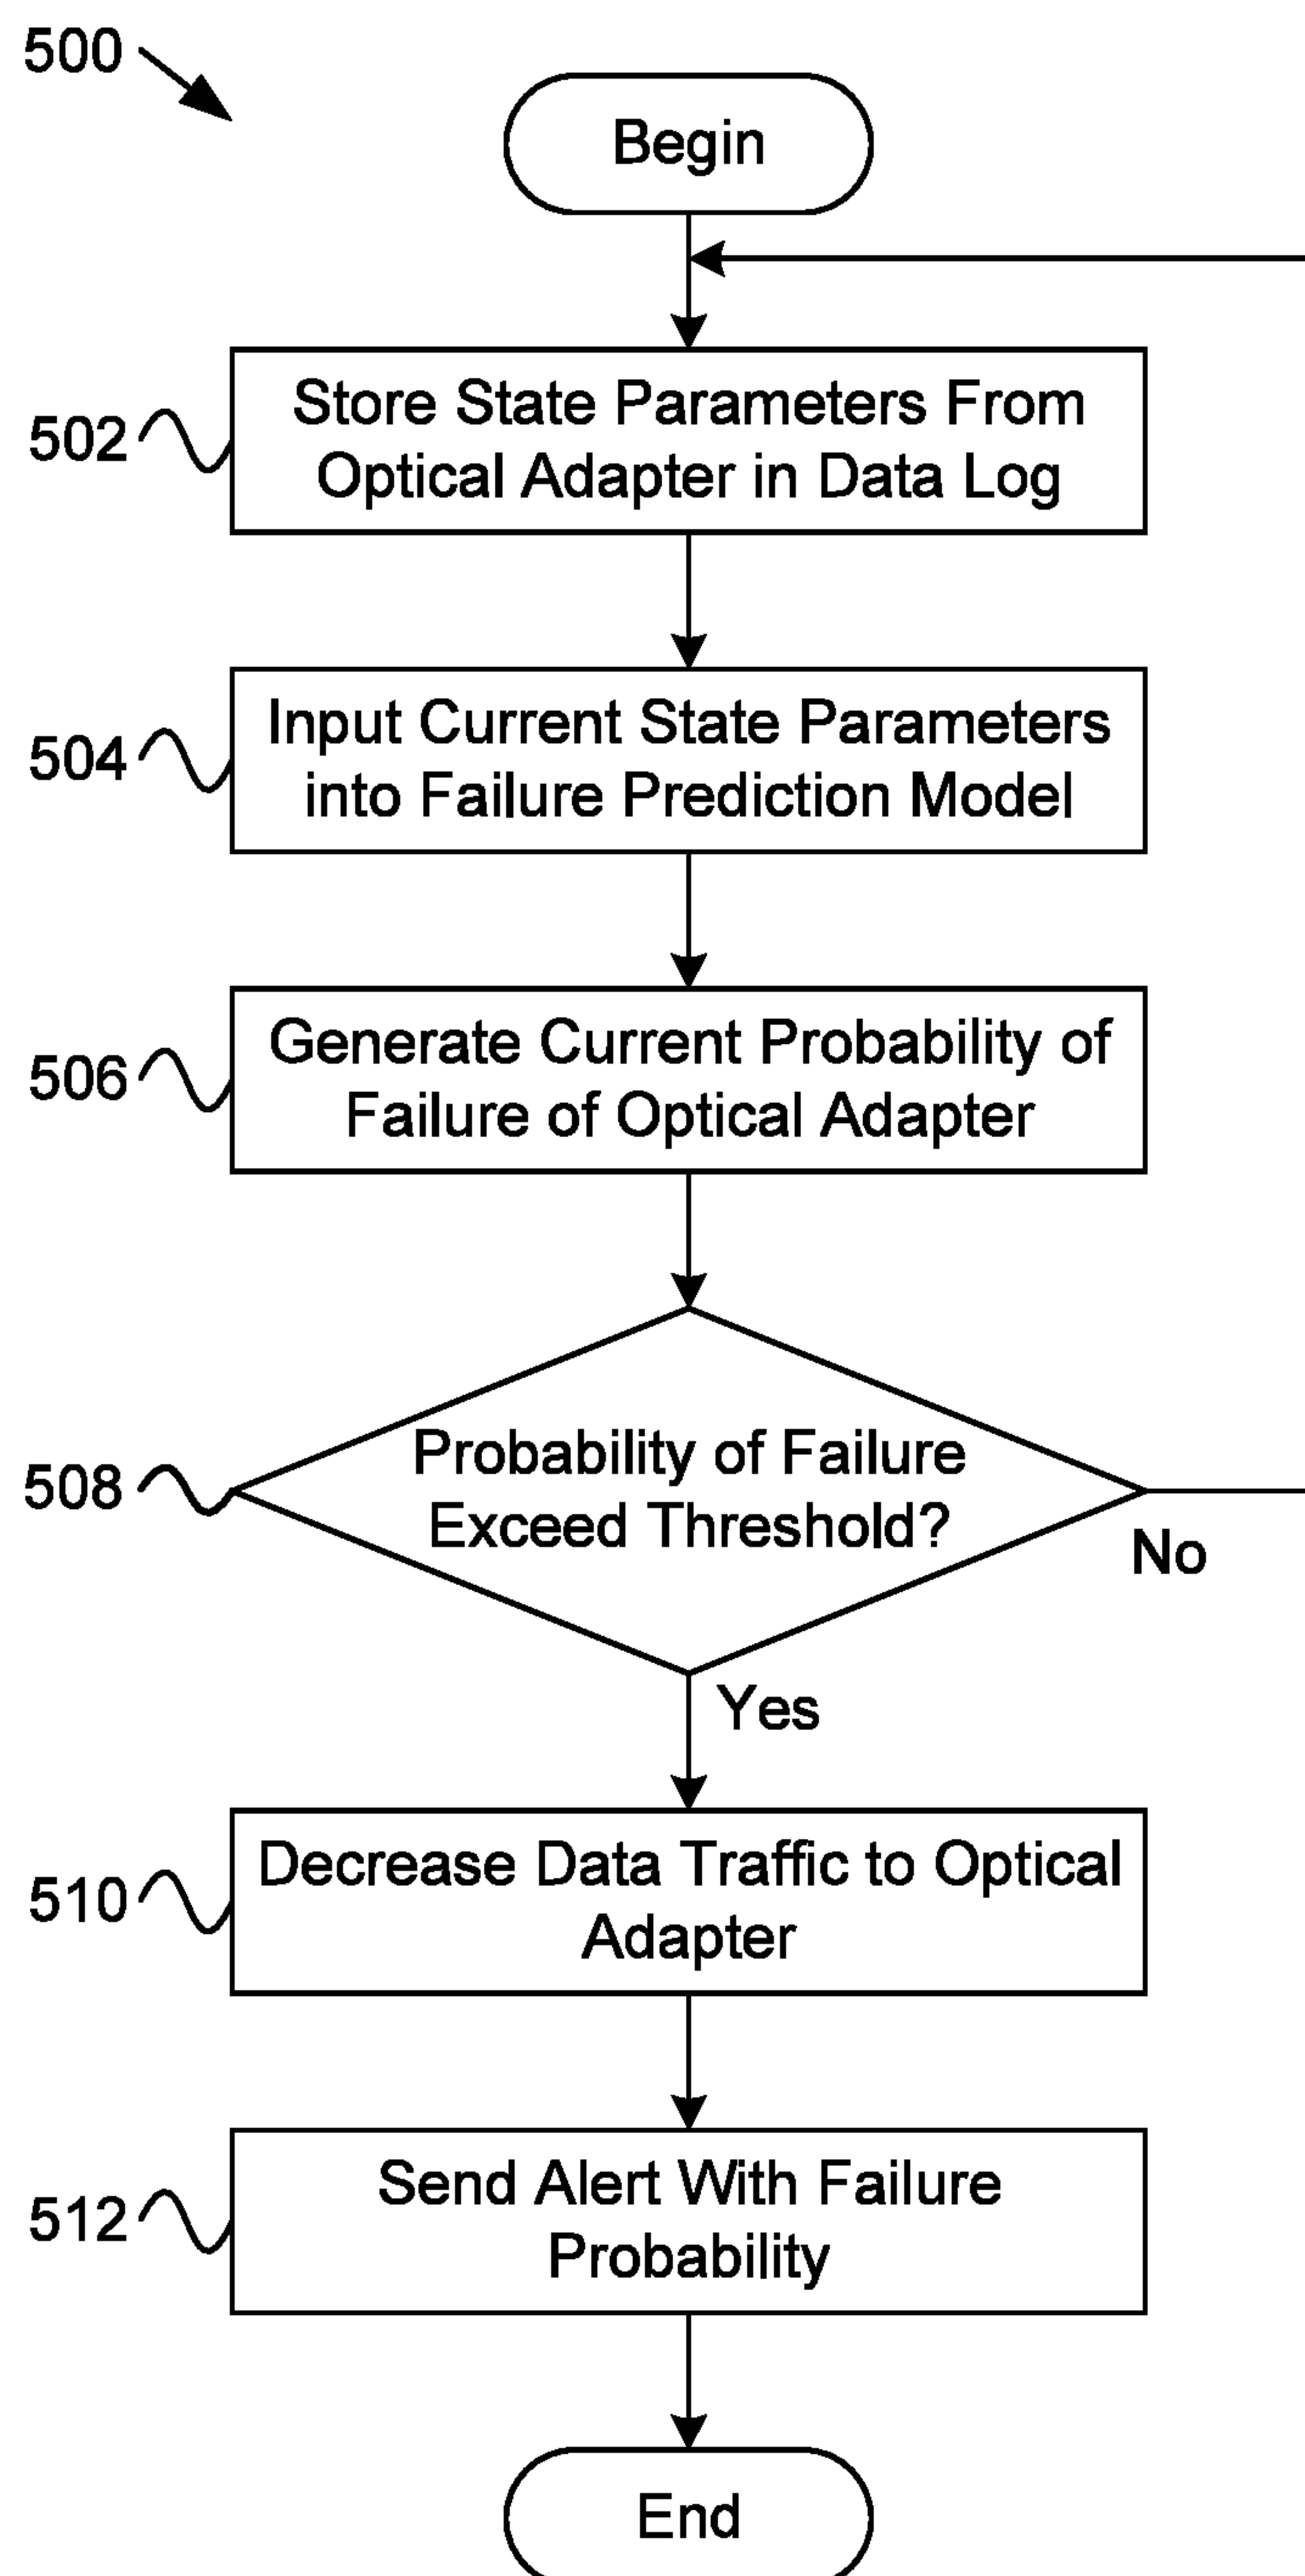 500
Begin
502
Store State Parameters From
Optical Adapter in Data Log
504
Input Current State Parameters
into Failure Prediction Model
506
Generate Current Probability of
Failure of Optical Adapter
508
Probability of Failure
Exceed Threshold?
No
Yes
510
Decrease Data Traffic to Optical
Adapter
512
Send Alert With Failure
Probability
End